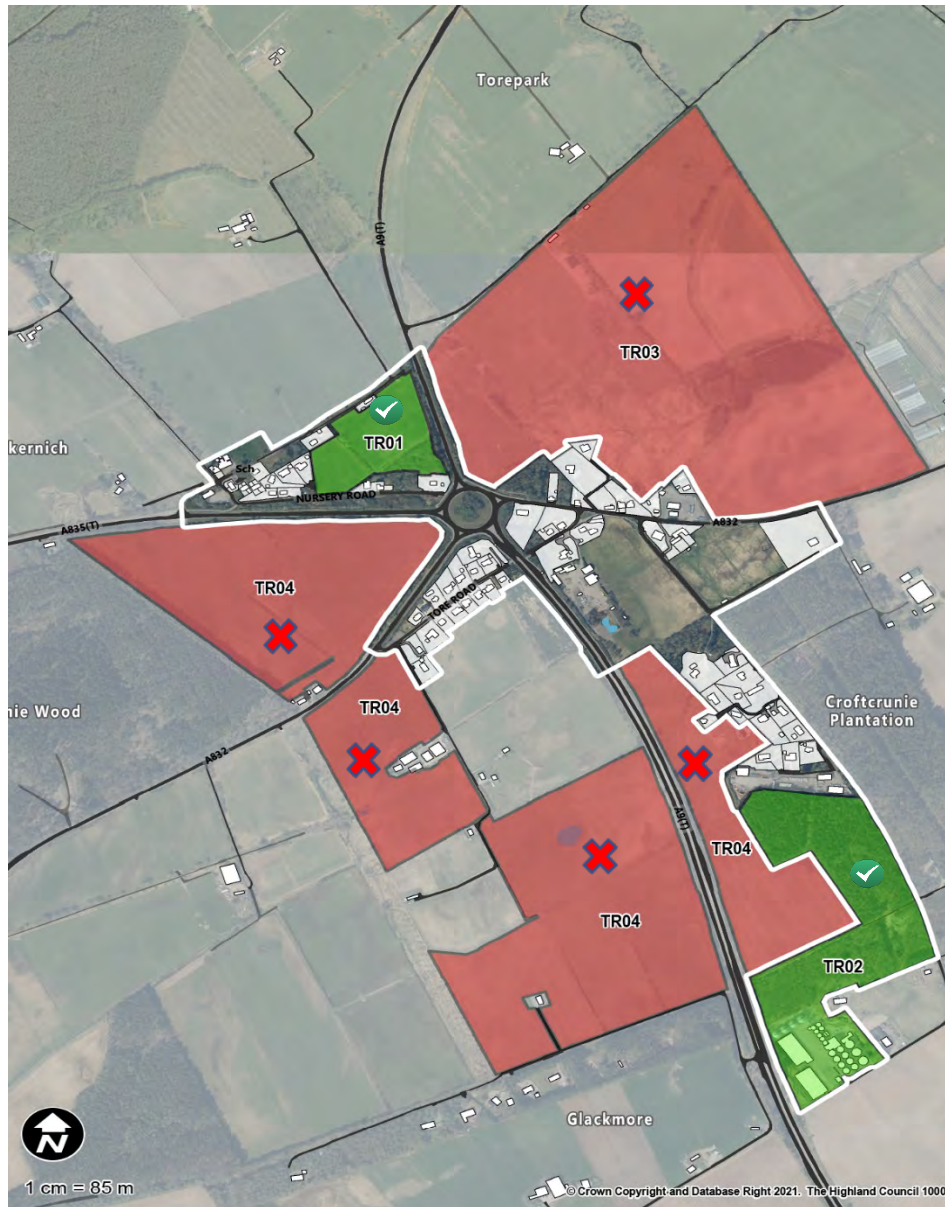 Torepark
A9(T)
TR03
TR01
kernich
Sch
NURSERY ROAD
A835(T)
A832
TR04
TORE ROAD
nie Wood
TR04
Croftcrunie
Plantation
A832
A9(T)
TR04
TR04
TR02
Glackmore
N
1 cm = 85 m
© Crown Copyright and Database Right 2021. The Highland Council 1000